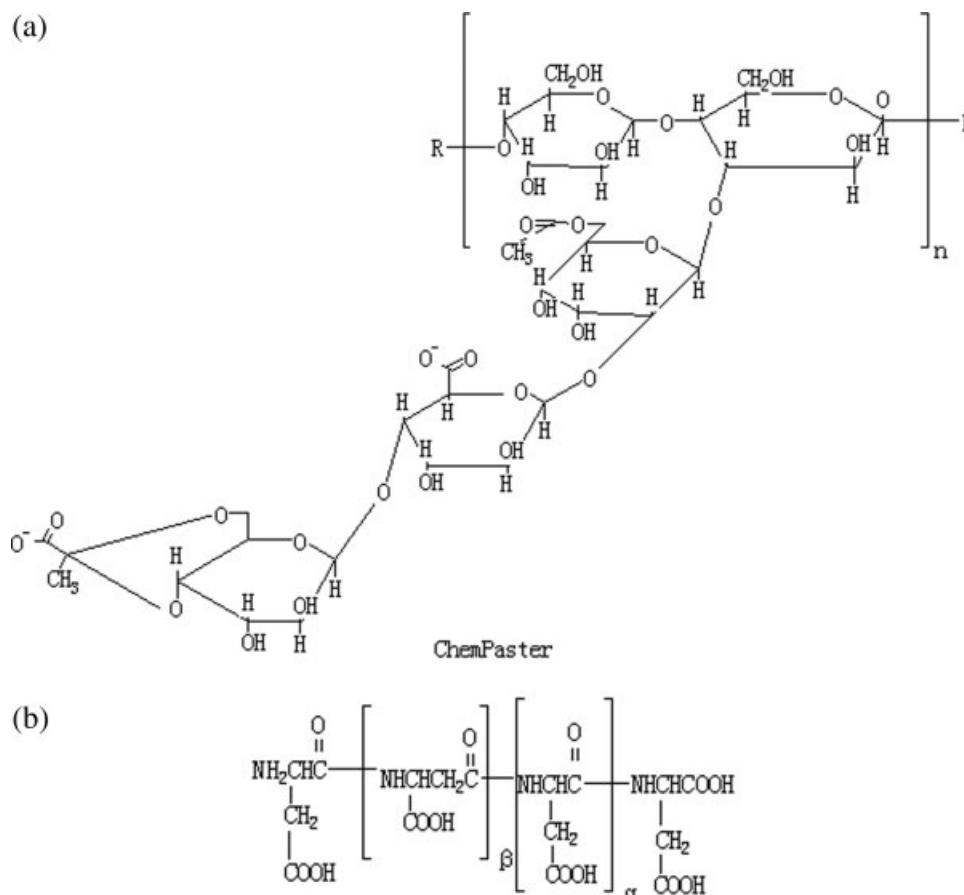 (a)
CH₂OH CH₂OH
H O O O
H O H
R O H OH H H OH H
OH H H
O
O O
O n
CH₃ H
H H H H
OH
OH
O⁻ O
O
H H O
H OH H
OH H
O
O O
O⁻ O
H H
CH₃
H OH O
OH H
ChemPaster
(b)
O O O
NH₂CHC NHCHCH₂C NHCHC NHCHCOOH
CH₂ COOH CH₂ CH₂
β
COOH COOH COOH
α